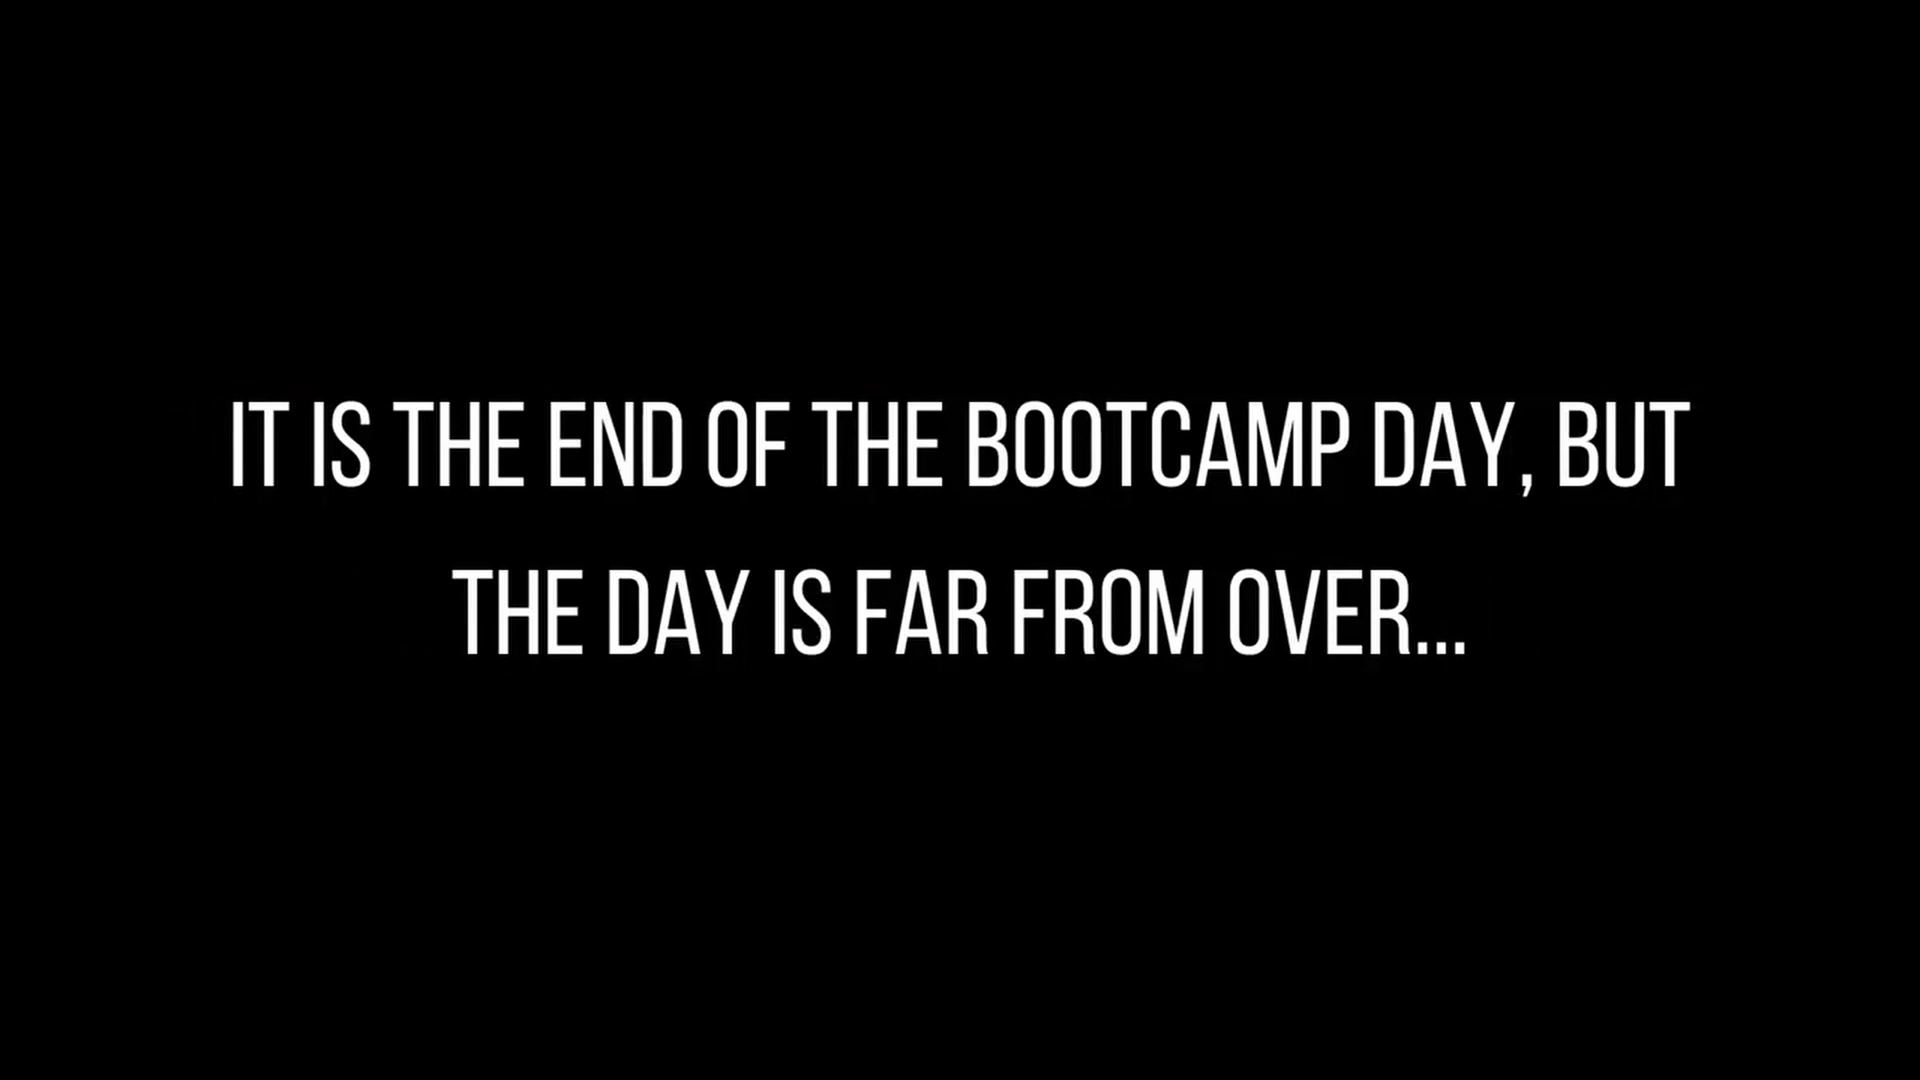 IT IS THE END OF THE BOOTCAMP DAY, BUT
THE DAY IS FAR FROM OVER...